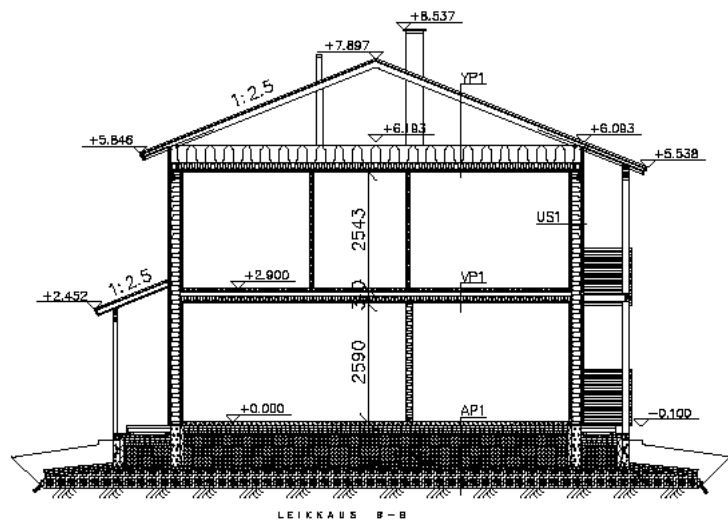 +8.537
+7.897
1:2.5
YP1
+5.846
+6.193
+6.093
+5.538
US1
2543
1:2.5
+2.900
VP1
+2.452
2590
+0.000
AP1
-0.100
LEIKKAUS B-B